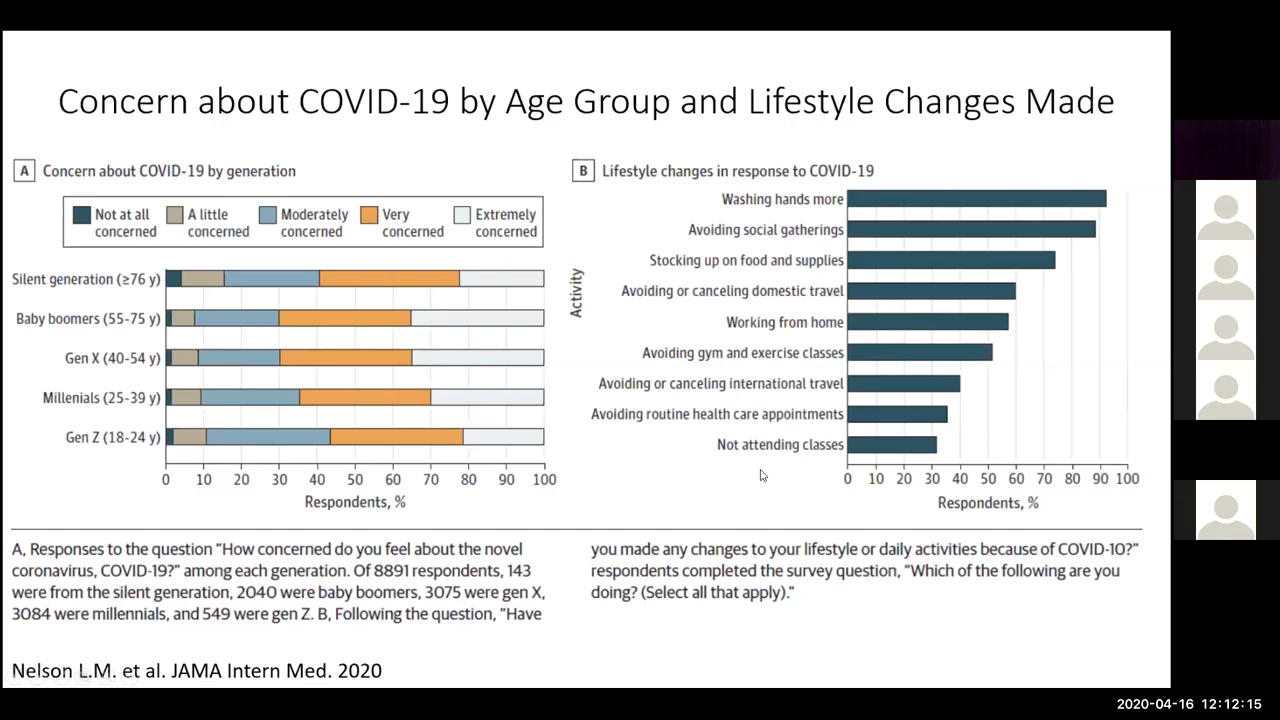 Concern about COVID-19 by Age Group and Lifestyle Changes Made
A Concern about COVID-19 by generation
Not at all concerned
A little concerned
Moderately concerned
Very concerned
Extremely concerned
Silent generation (≥76 y)
Baby boomers (55-75 y)
Gen X (40-54 y)
Millenials (25-39 y)
Gen Z (18-24 y)
0 10 20 30 40 50 60 70 80 90 100
Respondents, %
B Lifestyle changes in response to COVID-19
Activity
Washing hands more
Avoiding social gatherings
Stocking up on food and supplies
Avoiding or canceling domestic travel
Working from home
Avoiding gym and exercise classes
Avoiding or canceling international travel
Avoiding routine health care appointments
Not attending classes
0 10 20 30 40 50 60 70 80 90 100
Respondents, %
A, Responses to the question "How concerned do you feel about the novel
coronavirus, COVID-19?" among each generation. Of 8891 respondents, 143
were from the silent generation, 2040 were baby boomers, 3075 were gen X,
3084 were millennials, and 549 were gen Z. B, Following the question, "Have
you made any changes to your lifestyle or daily activities because of COVID-10?"
respondents completed the survey question, "Which of the following are you
doing? (Select all that apply)."
Nelson L.M. et al. JAMA Intern Med. 2020
2020-04-16 12:12:15